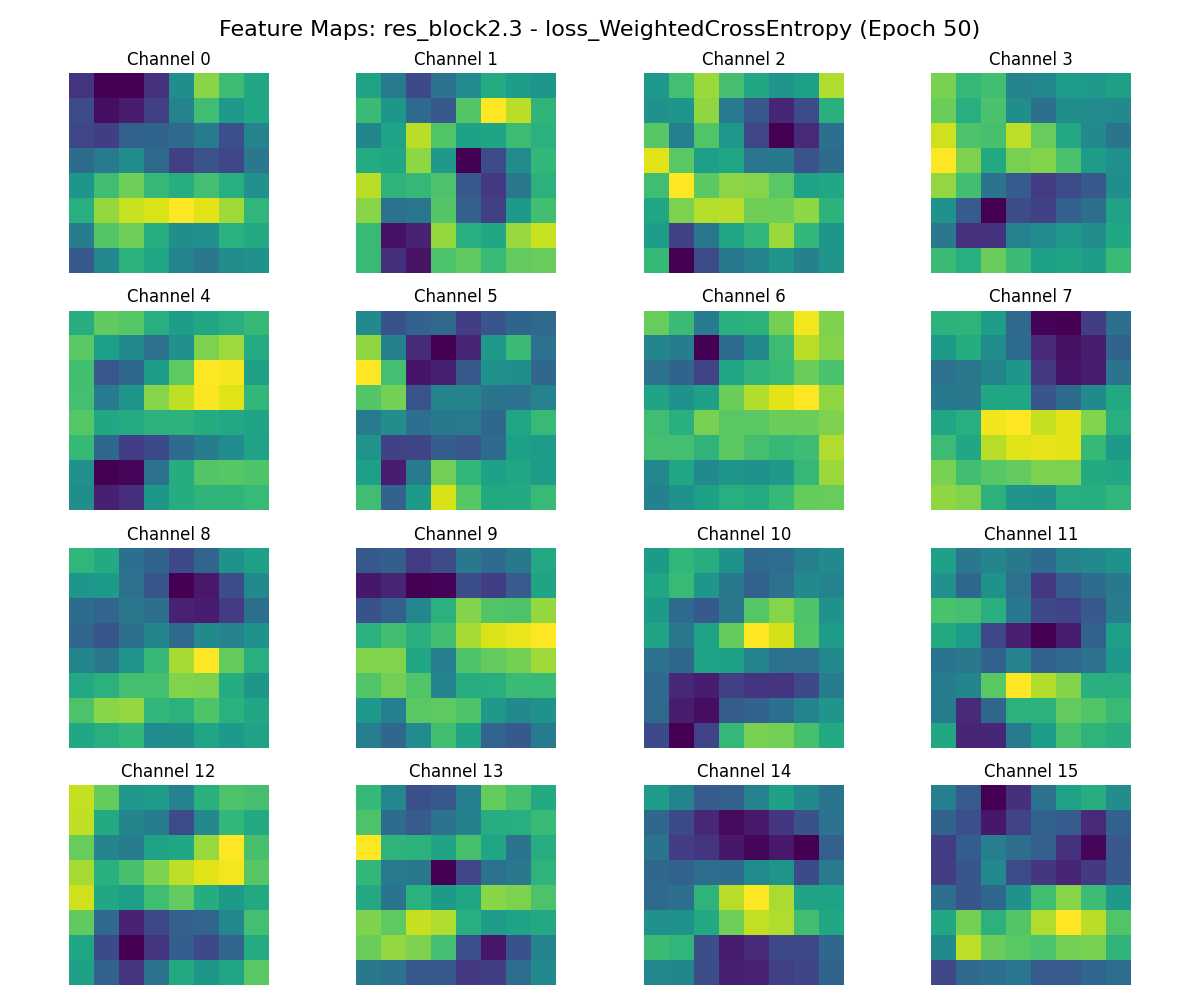 Feature Maps: res_block2.3 - loss_WeightedCrossEntropy (Epoch 50)
Channel 0
Channel 1
Channel 2
Channel 3
Channel 4
Channel 5
Channel 6
Channel 7
Channel 8
Channel 9
Channel 10
Channel 11
Channel 12
Channel 13
Channel 14
Channel 15